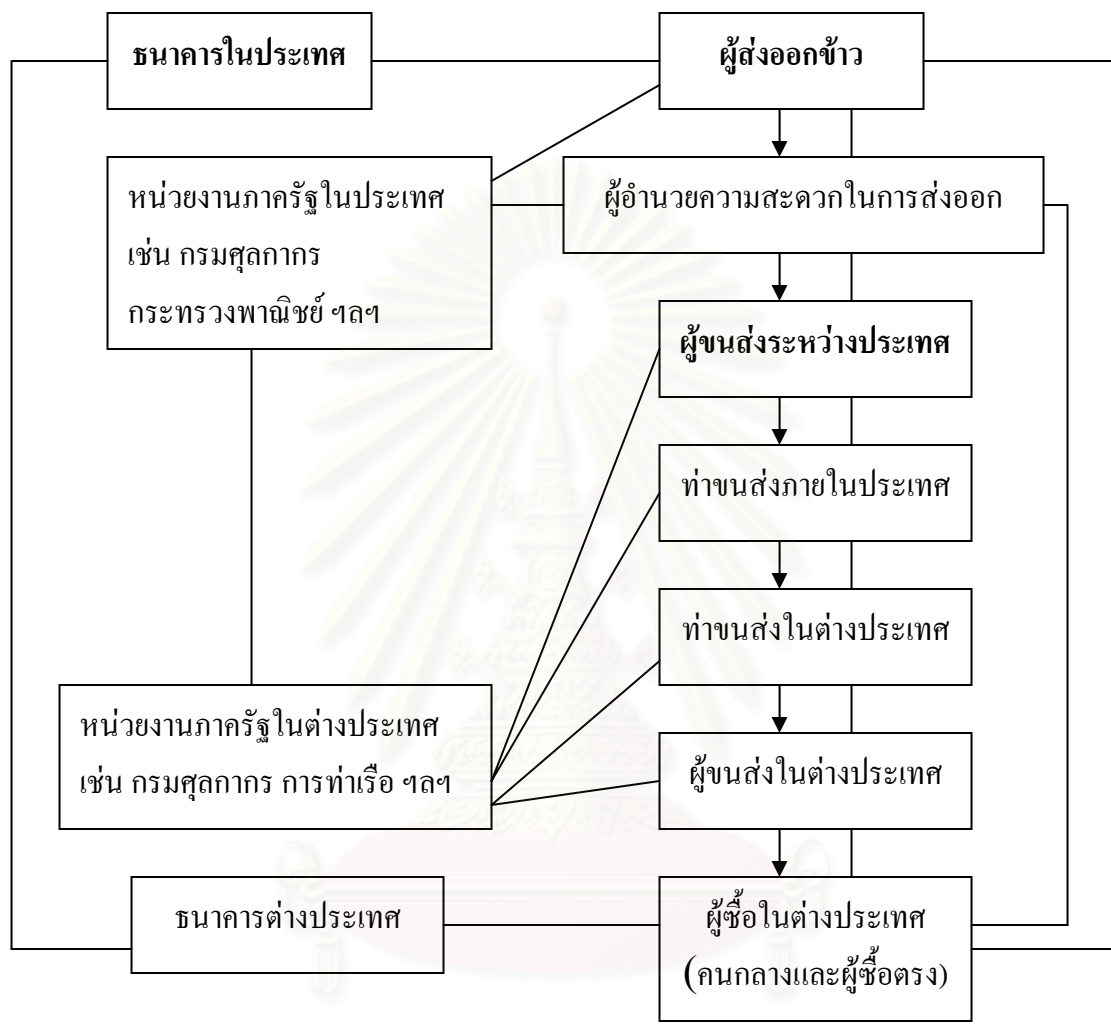 ธนาคารในประเทศ
ผู้ส่งออกข้าว
หน่วยงานภาครัฐในประเทศ
เช่น กรมศุลกากร
กระทรวงพาณิชย์ ฯลฯ
ผู้อำนวยความสะดวกในการส่งออก
ผู้ขนส่งระหว่างประเทศ
ท่าขนส่งภายในประเทศ
ท่าขนส่งในต่างประเทศ
หน่วยงานภาครัฐในต่างประเทศ
เช่น กรมศุลกากร การท่าเรือ ฯลฯ
ผู้ขนส่งในต่างประเทศ
ธนาคารต่างประเทศ
ผู้ซื้อในต่างประเทศ
(คนกลางและผู้ซื้อตรง)